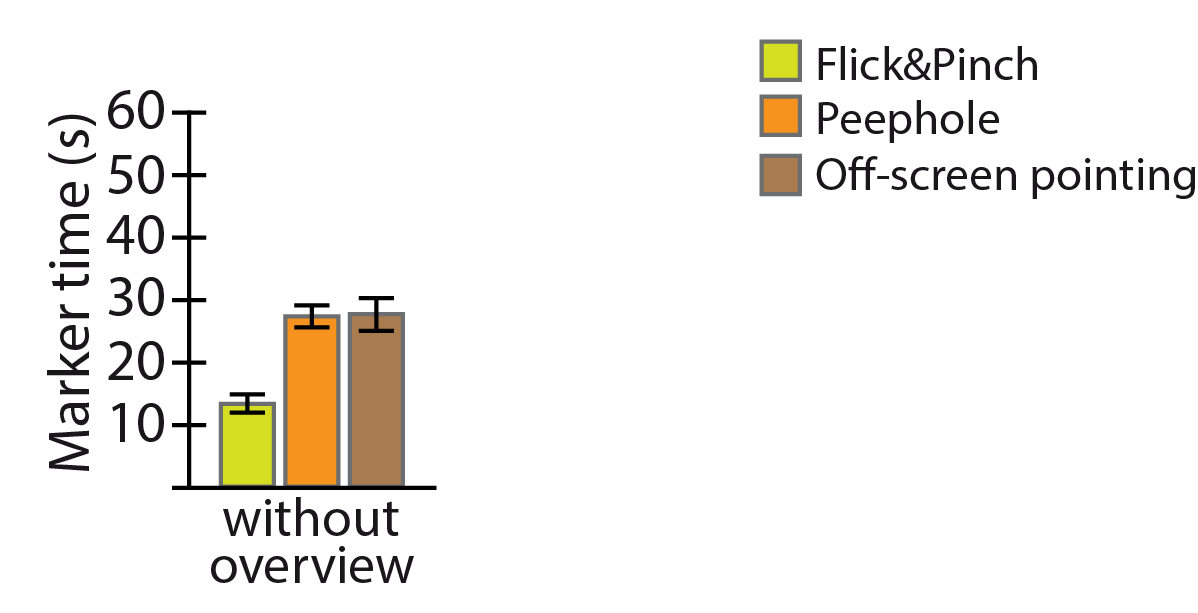 Flick&Pinch
Peephole
Off-screen pointing
Marker time (s)
60
50
40
30
20
10
without
overview